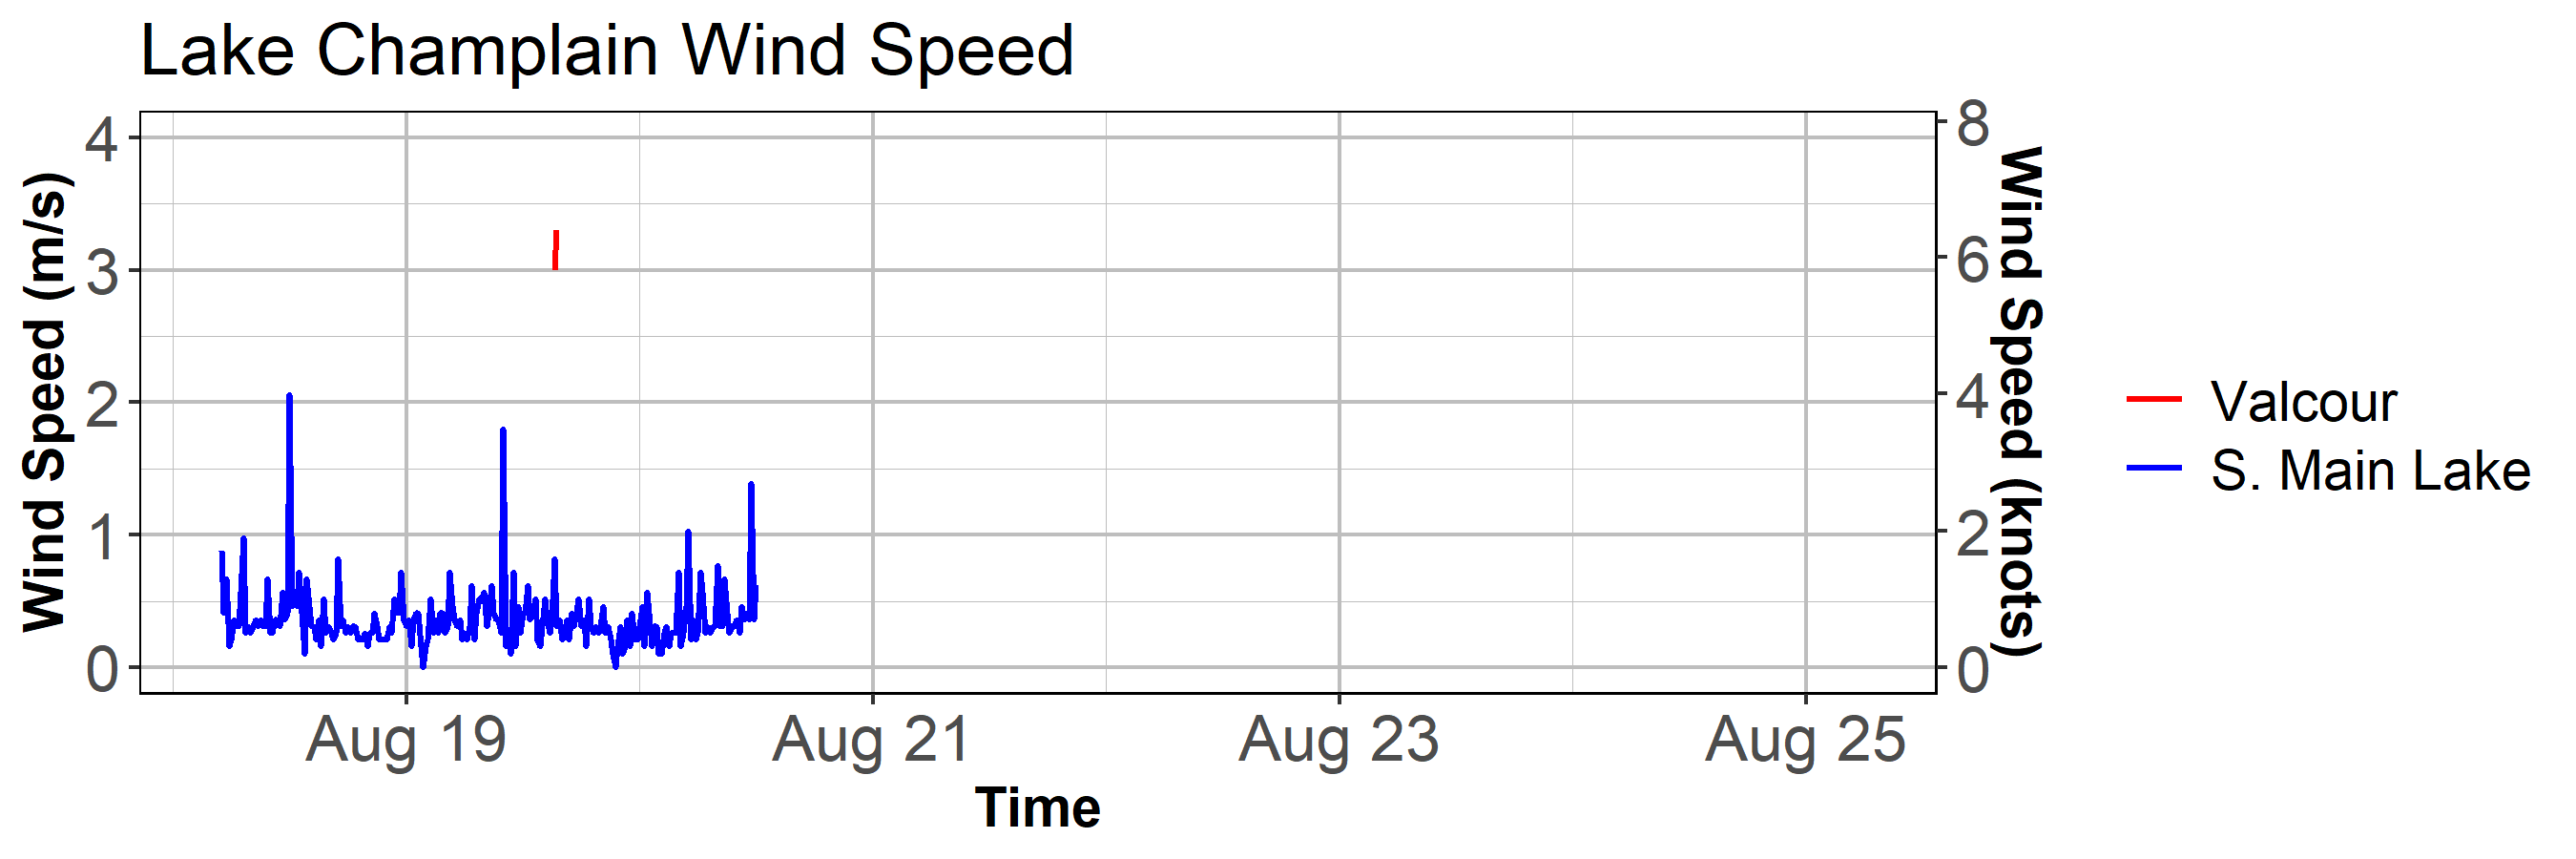 Lake Champlain Wind Speed
Wind Speed (m/s)
4
3
2
1
0
8
6
4
2
0
Wind Speed (knots)
Valcour
S. Main Lake
Aug 19
Aug 21
Aug 23
Aug 25
Time